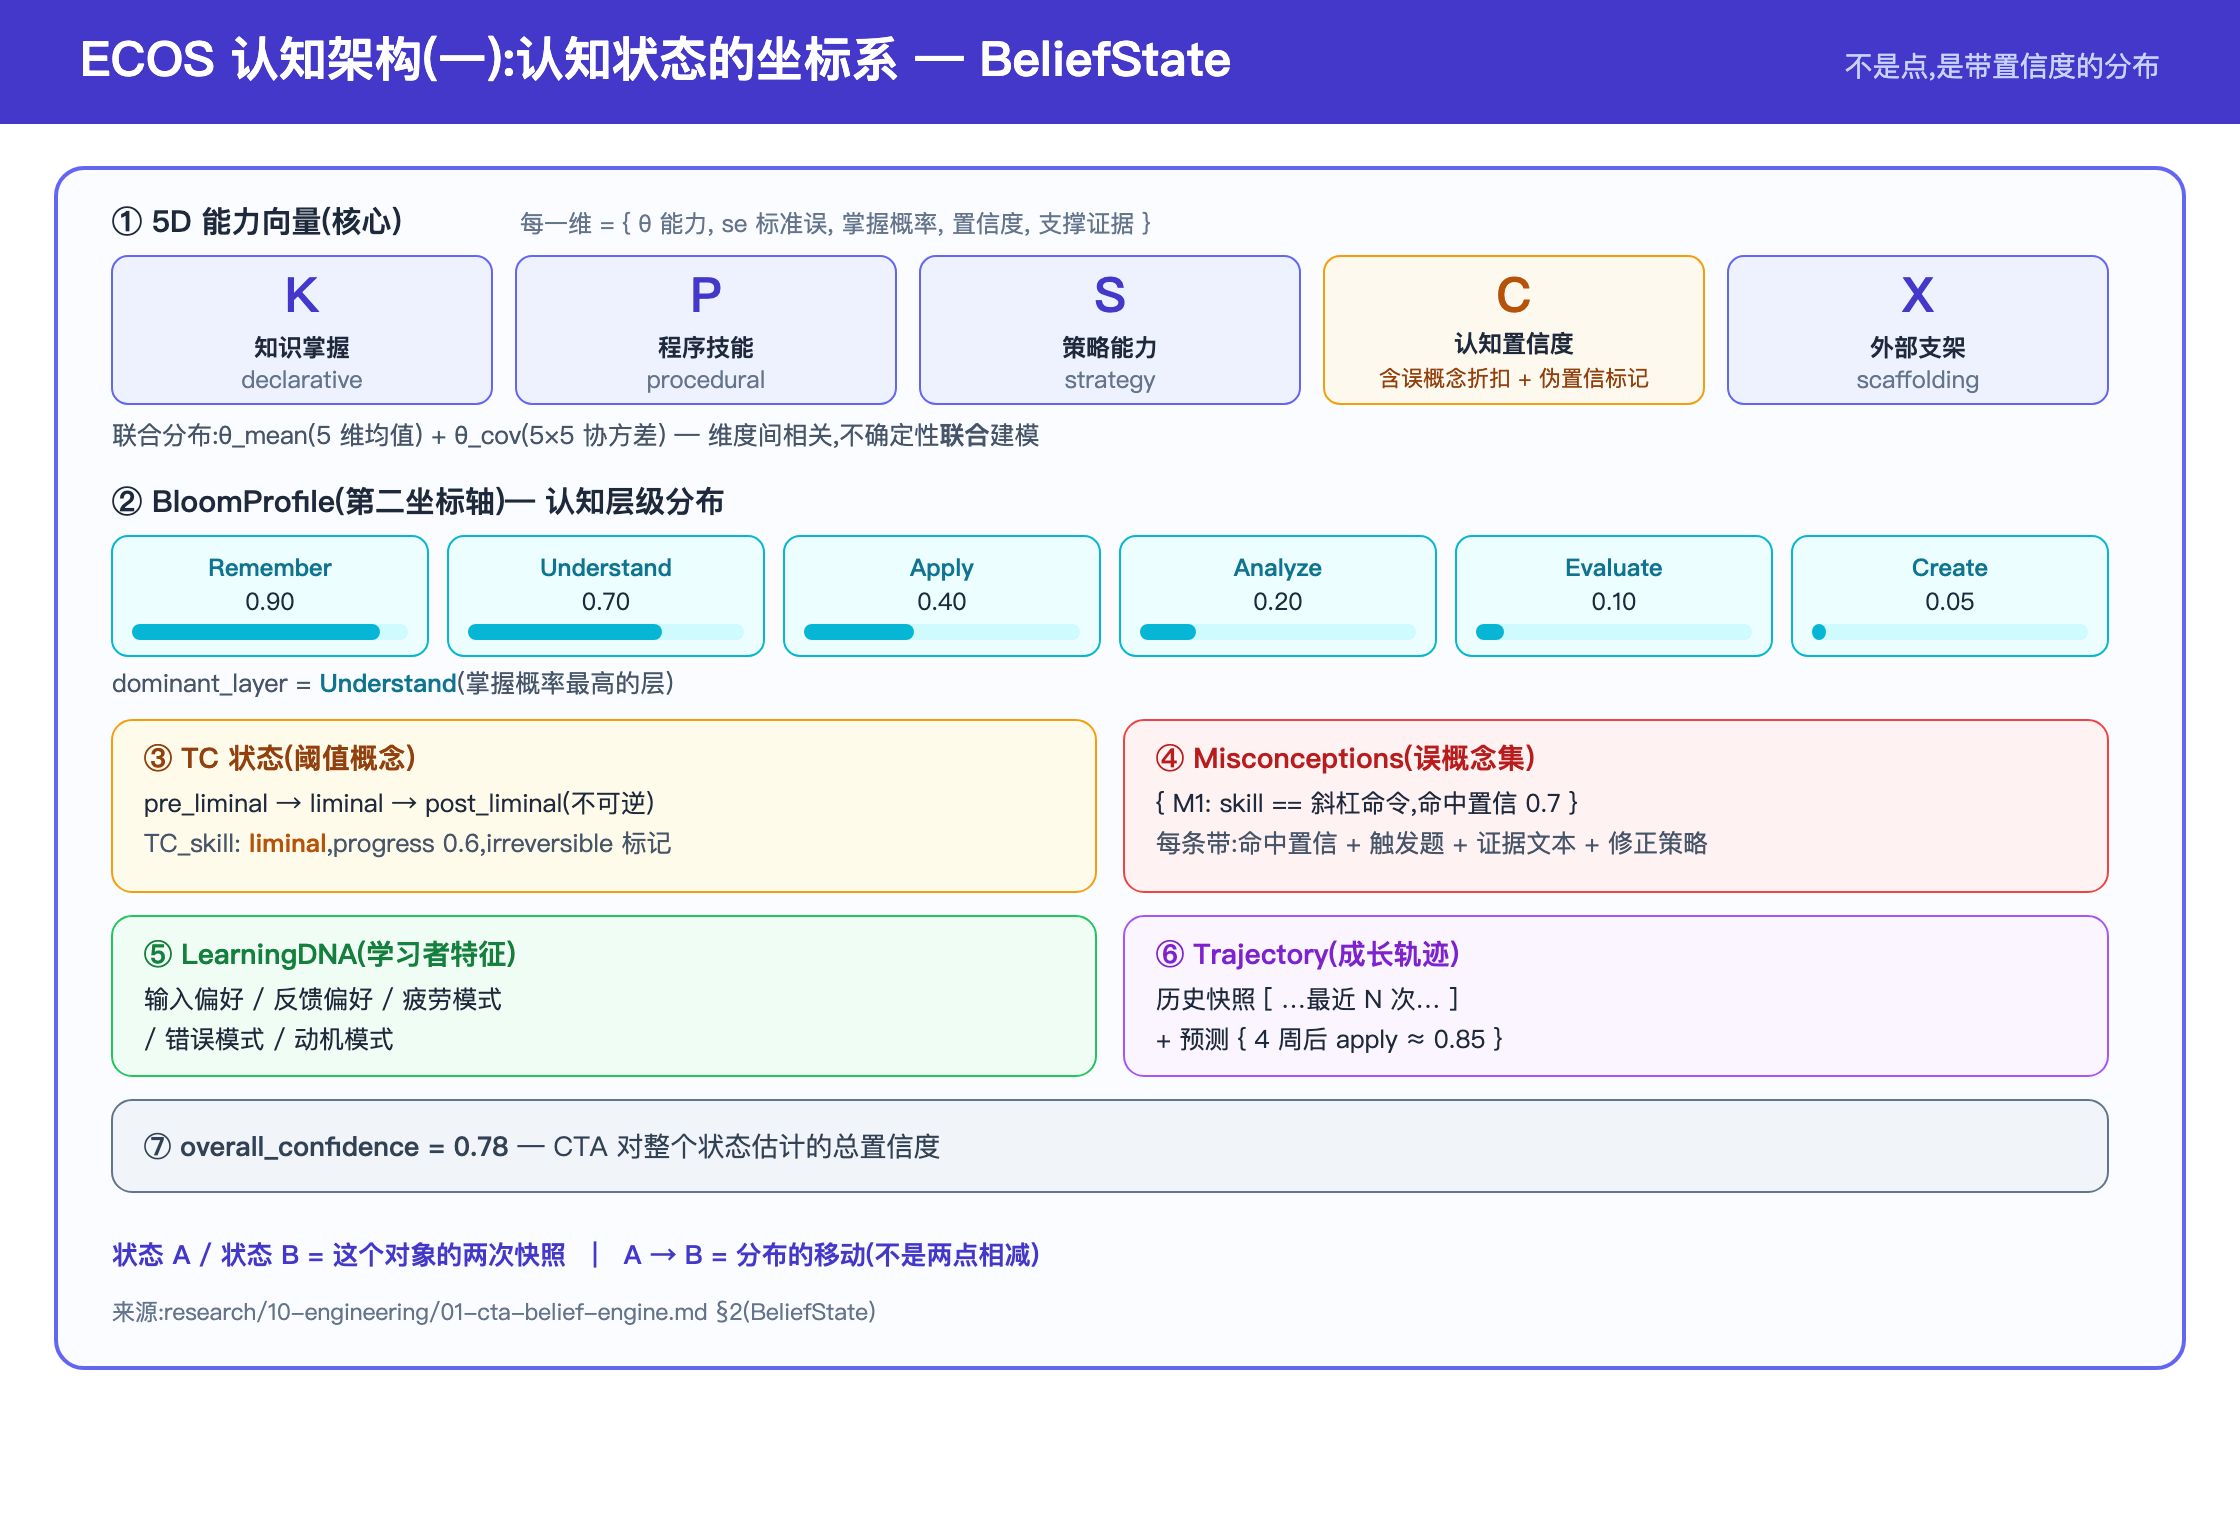 ECOS 认知架构(一):认知状态的坐标系 — BeliefState
不是点,是带置信度的分布
① 5D 能力向量(核心)
每一维 = { θ 能力, se 标准误, 掌握概率, 置信度, 支撑证据 }
K
知识掌握
declarative
P
程序技能
procedural
S
策略能力
strategy
C
认知置信度
含误概念折扣 + 伪置信标记
X
外部支架
scaffolding
联合分布:θ_mean(5 维均值) + θ_cov(5×5 协方差) — 维度间相关,不确定性联合建模
② BloomProfile(第二坐标轴)— 认知层级分布
Remember
0.90
Understand
0.70
Apply
0.40
Analyze
0.20
Evaluate
0.10
Create
0.05
dominant_layer = Understand(掌握概率最高的层)
③ TC 状态(阈值概念)
pre_liminal → liminal → post_liminal(不可逆)
TC_skill: liminal,progress 0.6,irreversible 标记
④ Misconceptions(误概念集)
{ M1: skill == 斜杠命令,命中置信 0.7 }
每条带:命中置信 + 触发题 + 证据文本 + 修正策略
⑤ LearningDNA(学习者特征)
输入偏好 / 反馈偏好 / 疲劳模式
/ 错误模式 / 动机模式
⑥ Trajectory(成长轨迹)
历史快照 [ …最近 N 次… ]
+ 预测 { 4 周后 apply ≈ 0.85 }
⑦ overall_confidence = 0.78 — CTA 对整个状态估计的总置信度
状态 A / 状态 B = 这个对象的两次快照 | A → B = 分布的移动(不是两点相减)
来源:research/10-engineering/01-cta-belief-engine.md §2(BeliefState)